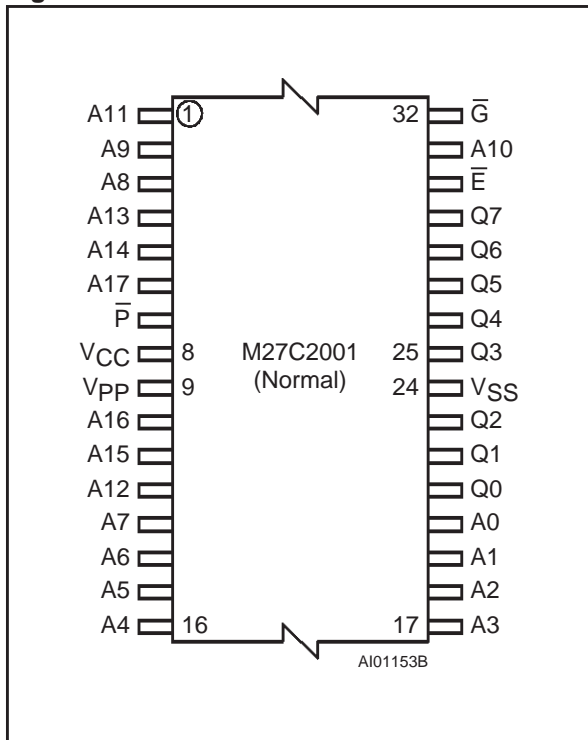 A11 1 32 G̅
A9 A10
A8 E̅
A13 Q7
A14 Q6
A17 Q5
P̅ Q4
VCC 8 M27C2001 25 Q3
VPP 9 (Normal) 24 VSS
A16 Q2
A15 Q1
A12 Q0
A7 A0
A6 A1
A5 A2
A4 16 17 A3
AI01153B